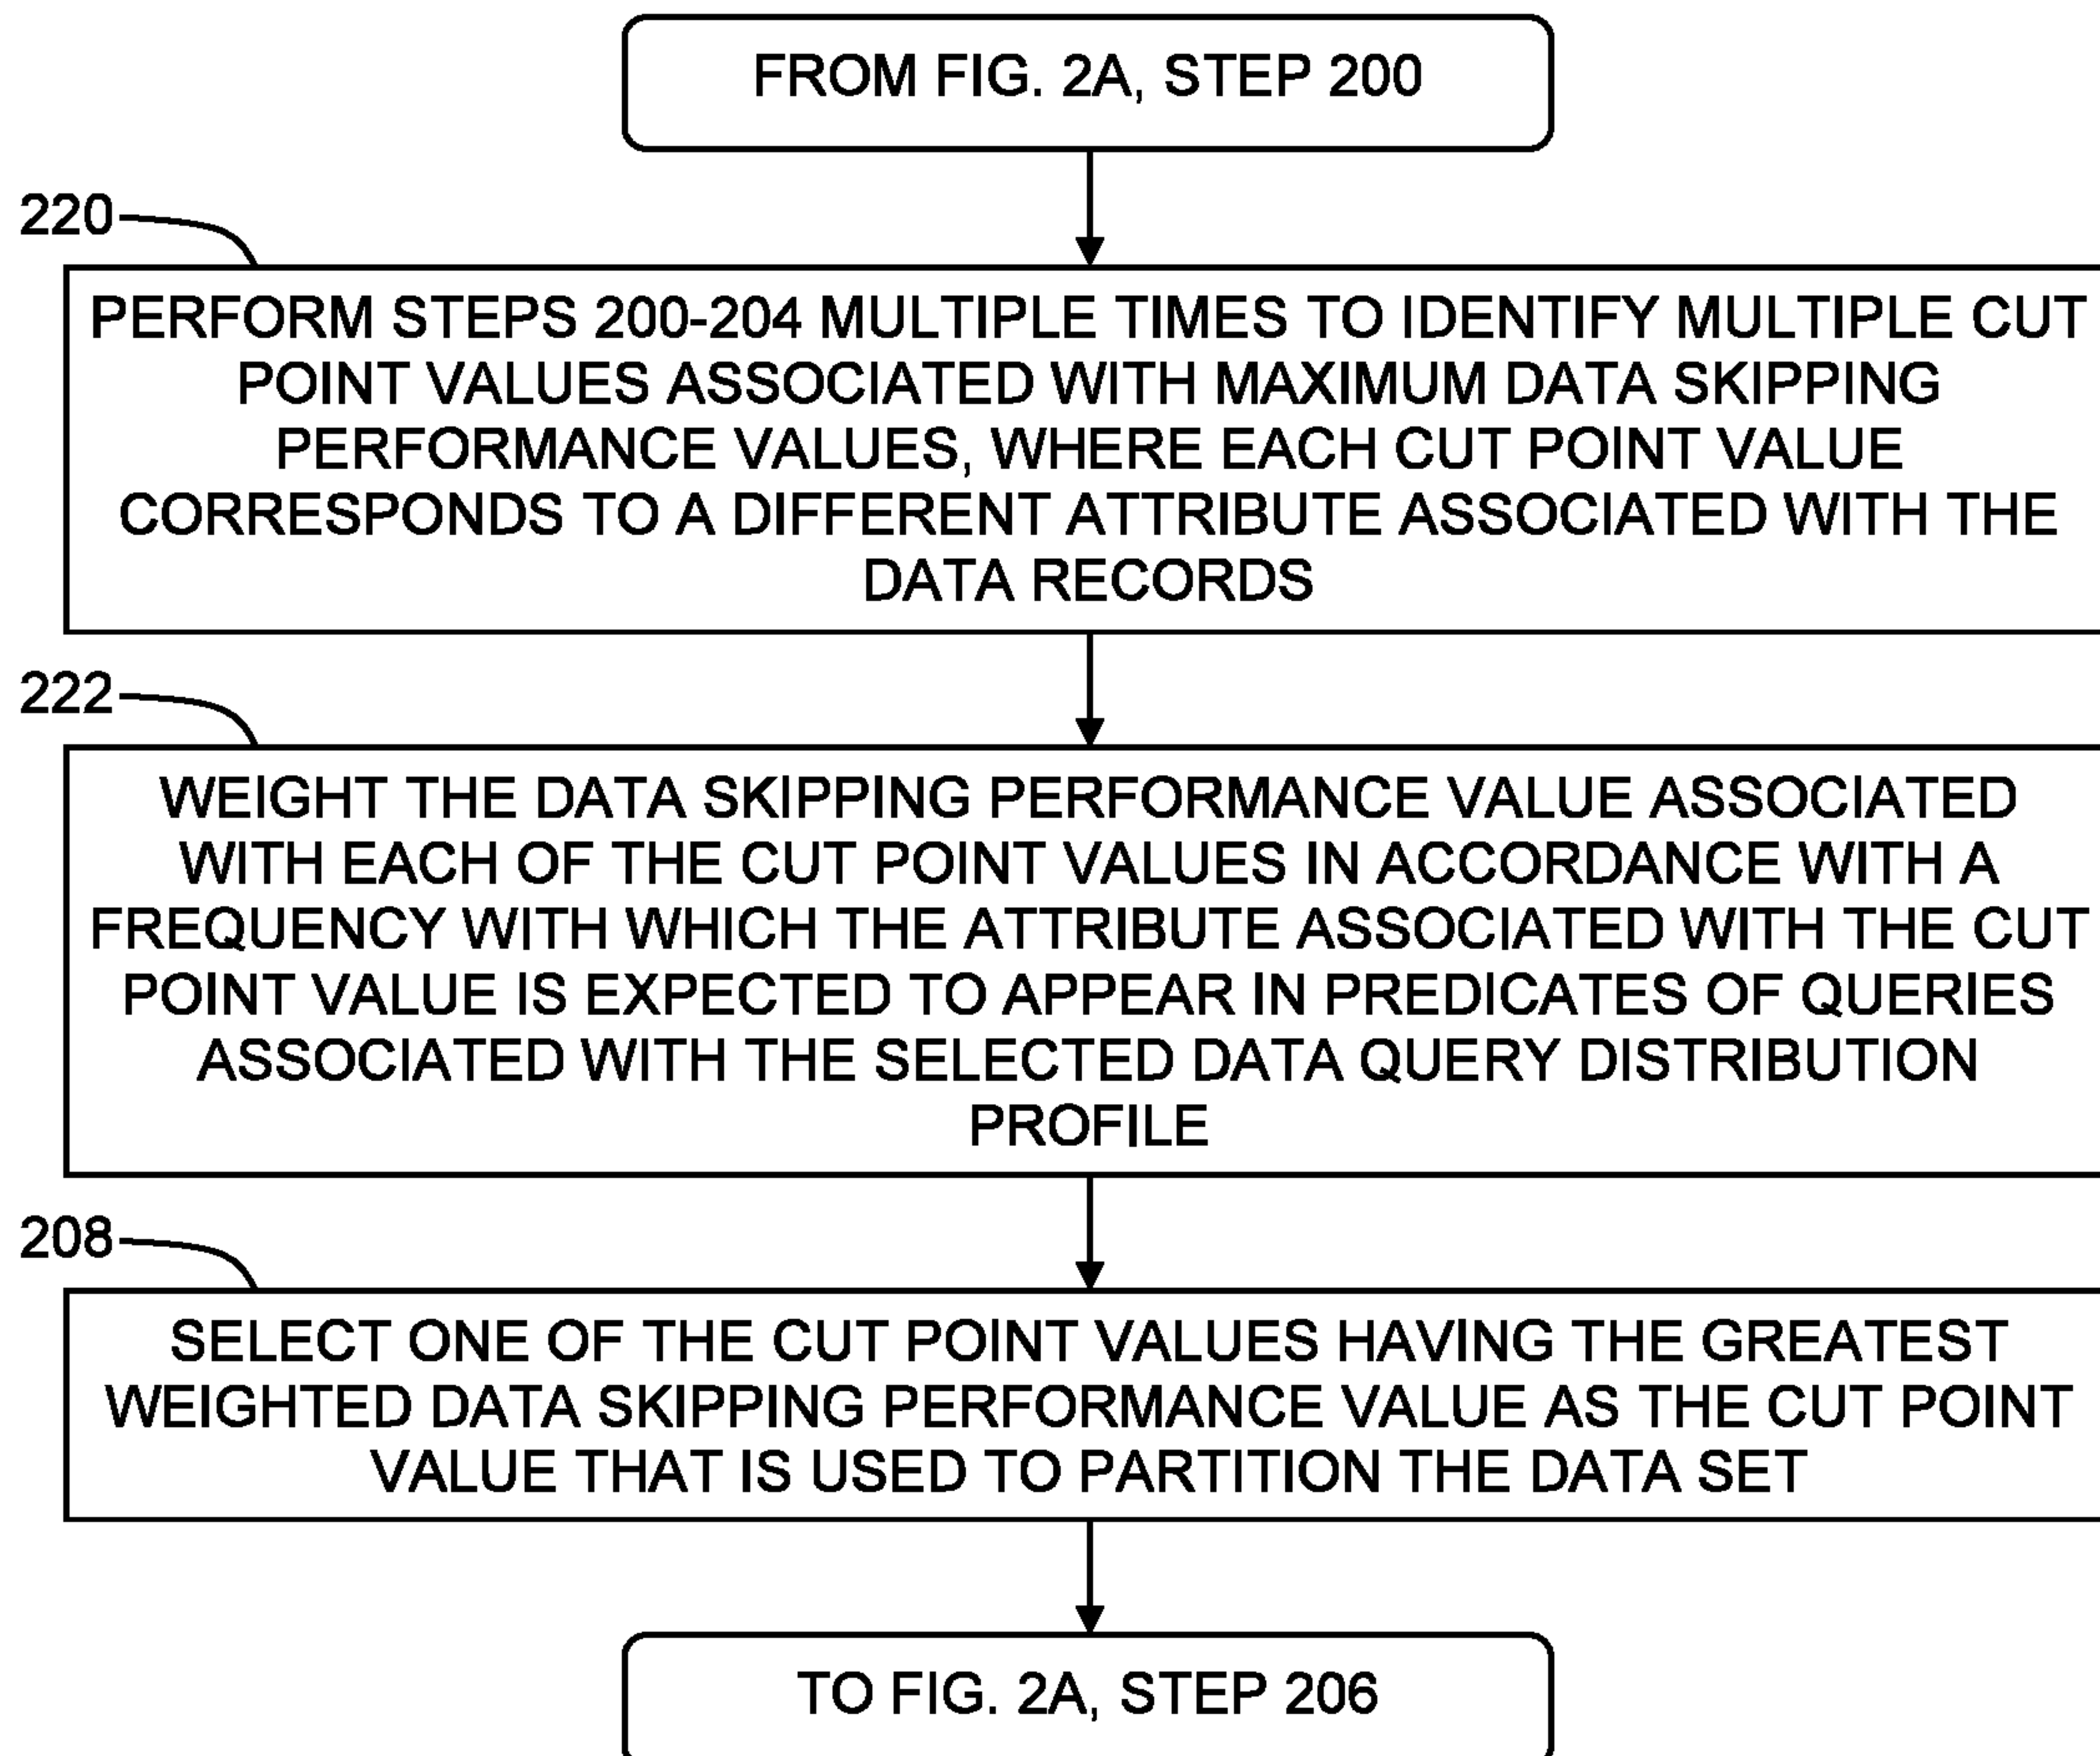 FROM FIG. 2A, STEP 200
220
PERFORM STEPS 200-204 MULTIPLE TIMES TO IDENTIFY MULTIPLE CUT
POINT VALUES ASSOCIATED WITH MAXIMUM DATA SKIPPING
PERFORMANCE VALUES, WHERE EACH CUT POINT VALUE
CORRESPONDS TO A DIFFERENT ATTRIBUTE ASSOCIATED WITH THE
DATA RECORDS
222
WEIGHT THE DATA SKIPPING PERFORMANCE VALUE ASSOCIATED
WITH EACH OF THE CUT POINT VALUES IN ACCORDANCE WITH A
FREQUENCY WITH WHICH THE ATTRIBUTE ASSOCIATED WITH THE CUT
POINT VALUE IS EXPECTED TO APPEAR IN PREDICATES OF QUERIES
ASSOCIATED WITH THE SELECTED DATA QUERY DISTRIBUTION
PROFILE
208
SELECT ONE OF THE CUT POINT VALUES HAVING THE GREATEST
WEIGHTED DATA SKIPPING PERFORMANCE VALUE AS THE CUT POINT
VALUE THAT IS USED TO PARTITION THE DATA SET
TO FIG. 2A, STEP 206